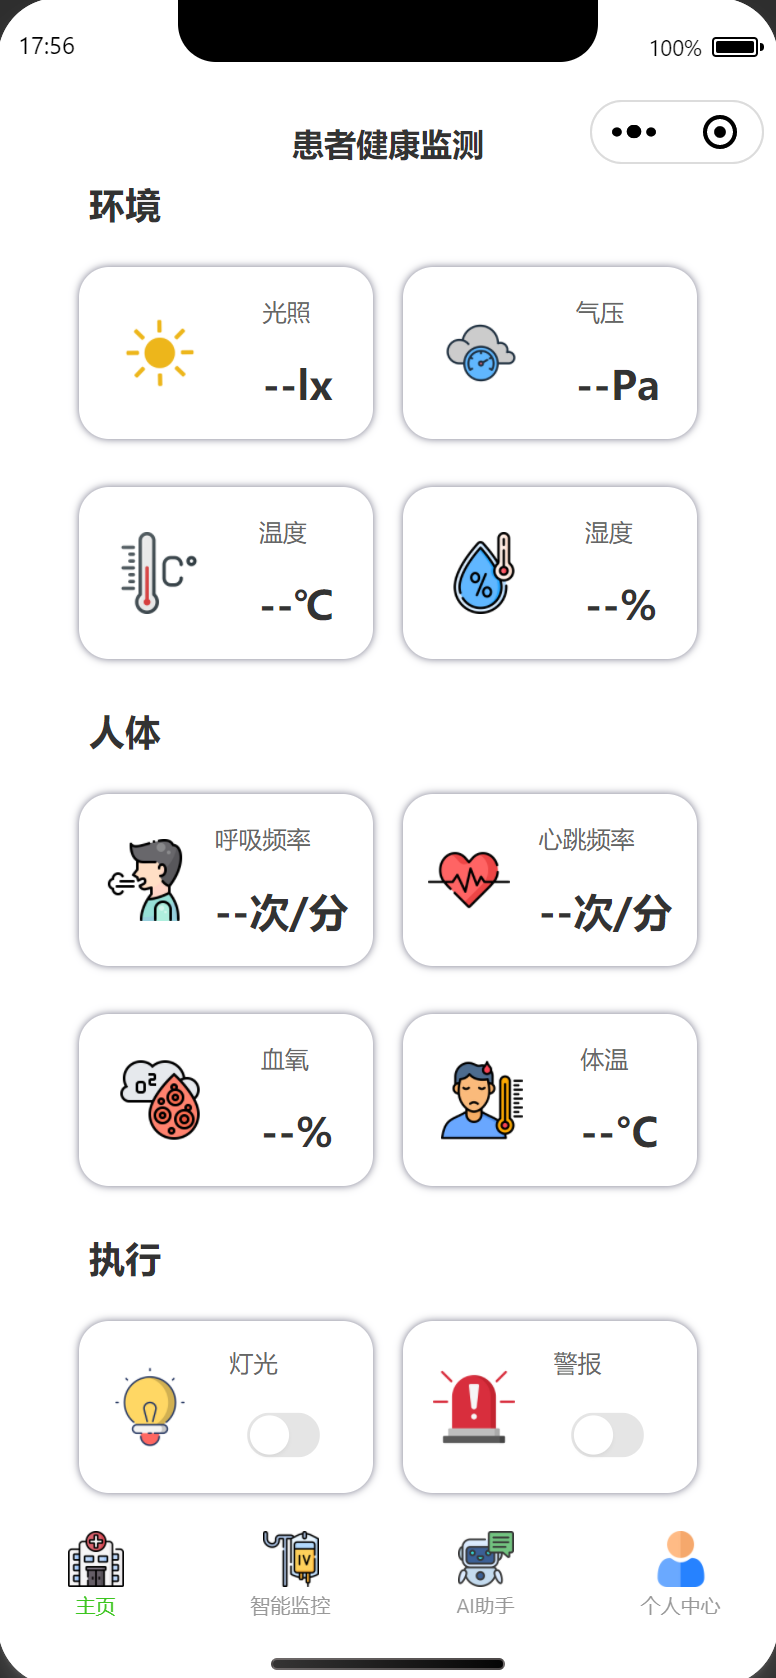 17:56
100%
患者健康监测
环境
光照
--lx
气压
--Pa
C°
温度
--℃
%
湿度
--%
人体
呼吸频率
--次/分
心跳频率
--次/分
O2
血氧
--%
体温
--℃
执行
灯光
!
警报
主页
IV
智能监控
AI助手
个人中心